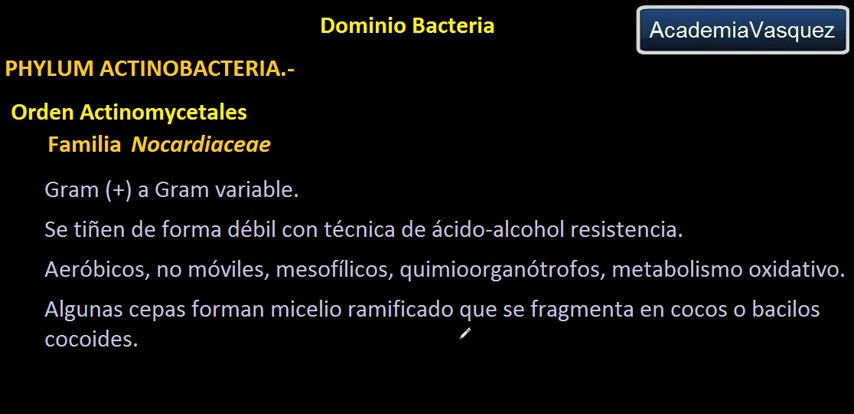 Dominio Bacteria
AcademiaVasquez
PHYLUM ACTINOBACTERIA.-
Orden Actinomycetales
Familia Nocardiaceae
Gram (+) a Gram variable.
Se tiñen de forma débil con técnica de ácido-alcohol resistencia.
Aeróbicos, no móviles, mesofílicos, quimioorganótrofos, metabolismo oxidativo.
Algunas cepas forman micelio ramificado que se fragmenta en cocos o bacilos
cocoides.